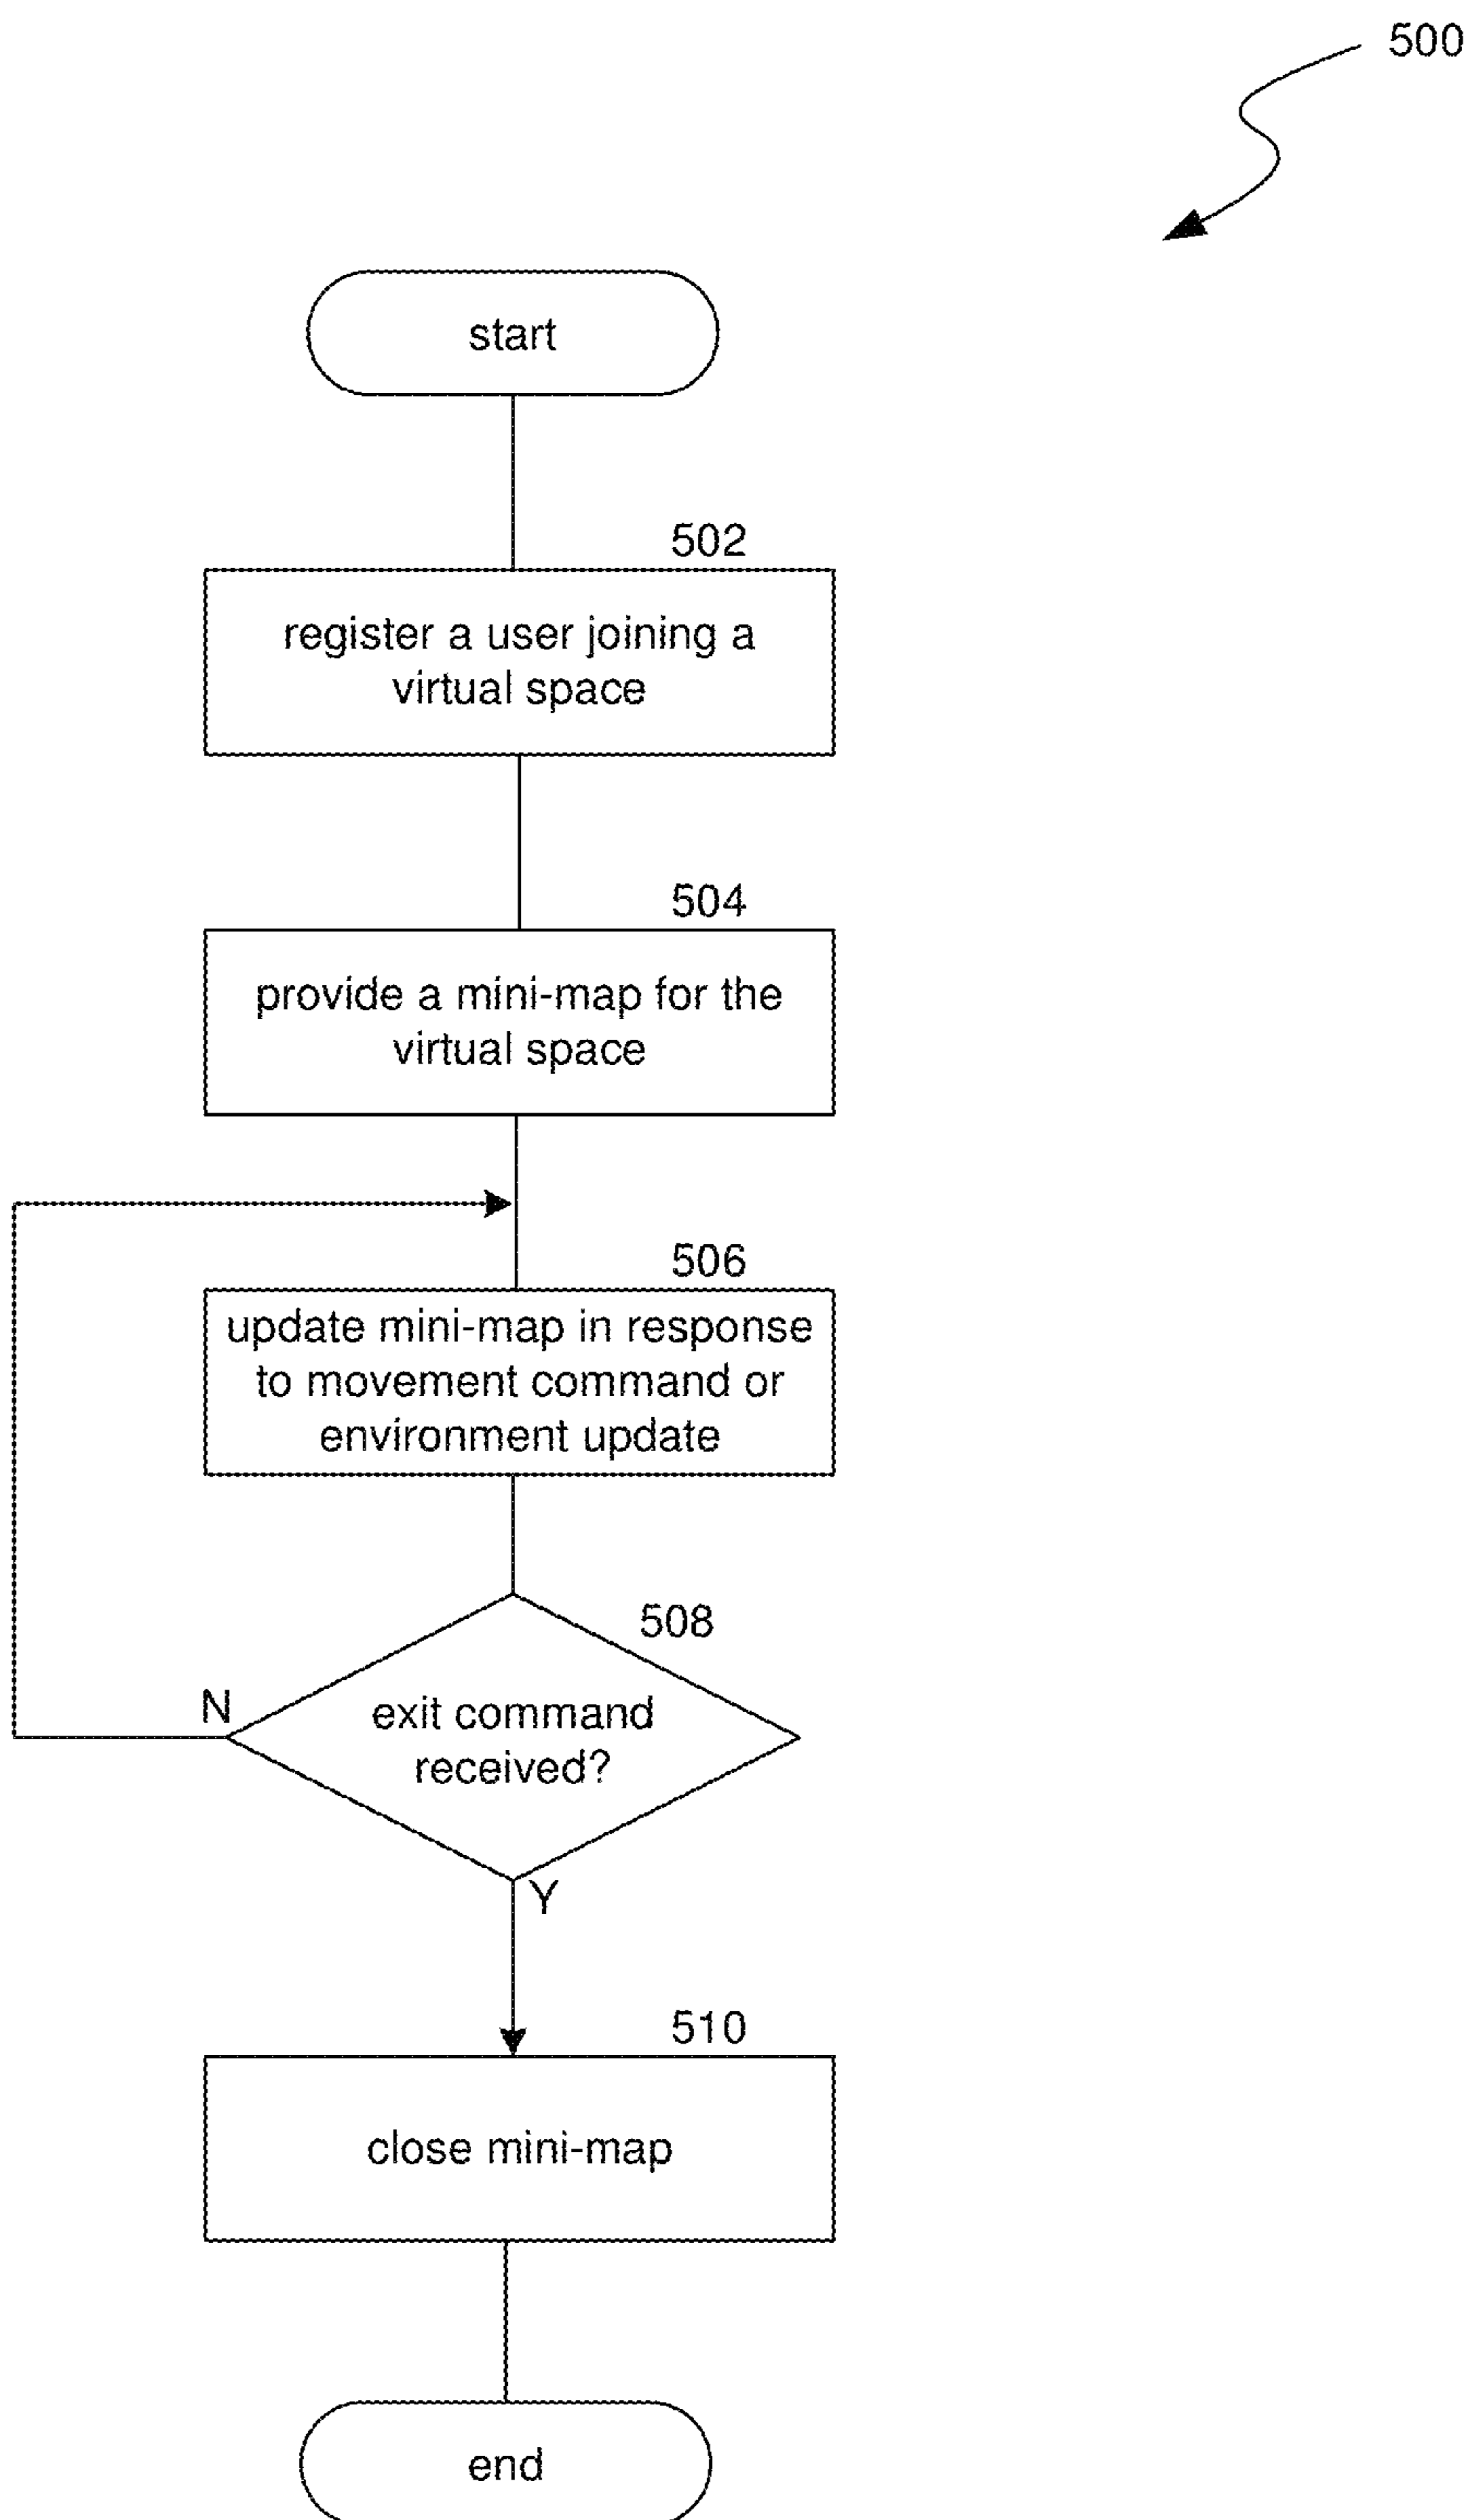 500
start
502
register a user joining a
virtual space
504
provide a mini-map for the
virtual space
506
update mini-map in response
to movement command or
environment update
508
N
exit command
received?
Y
510
close mini-map
end